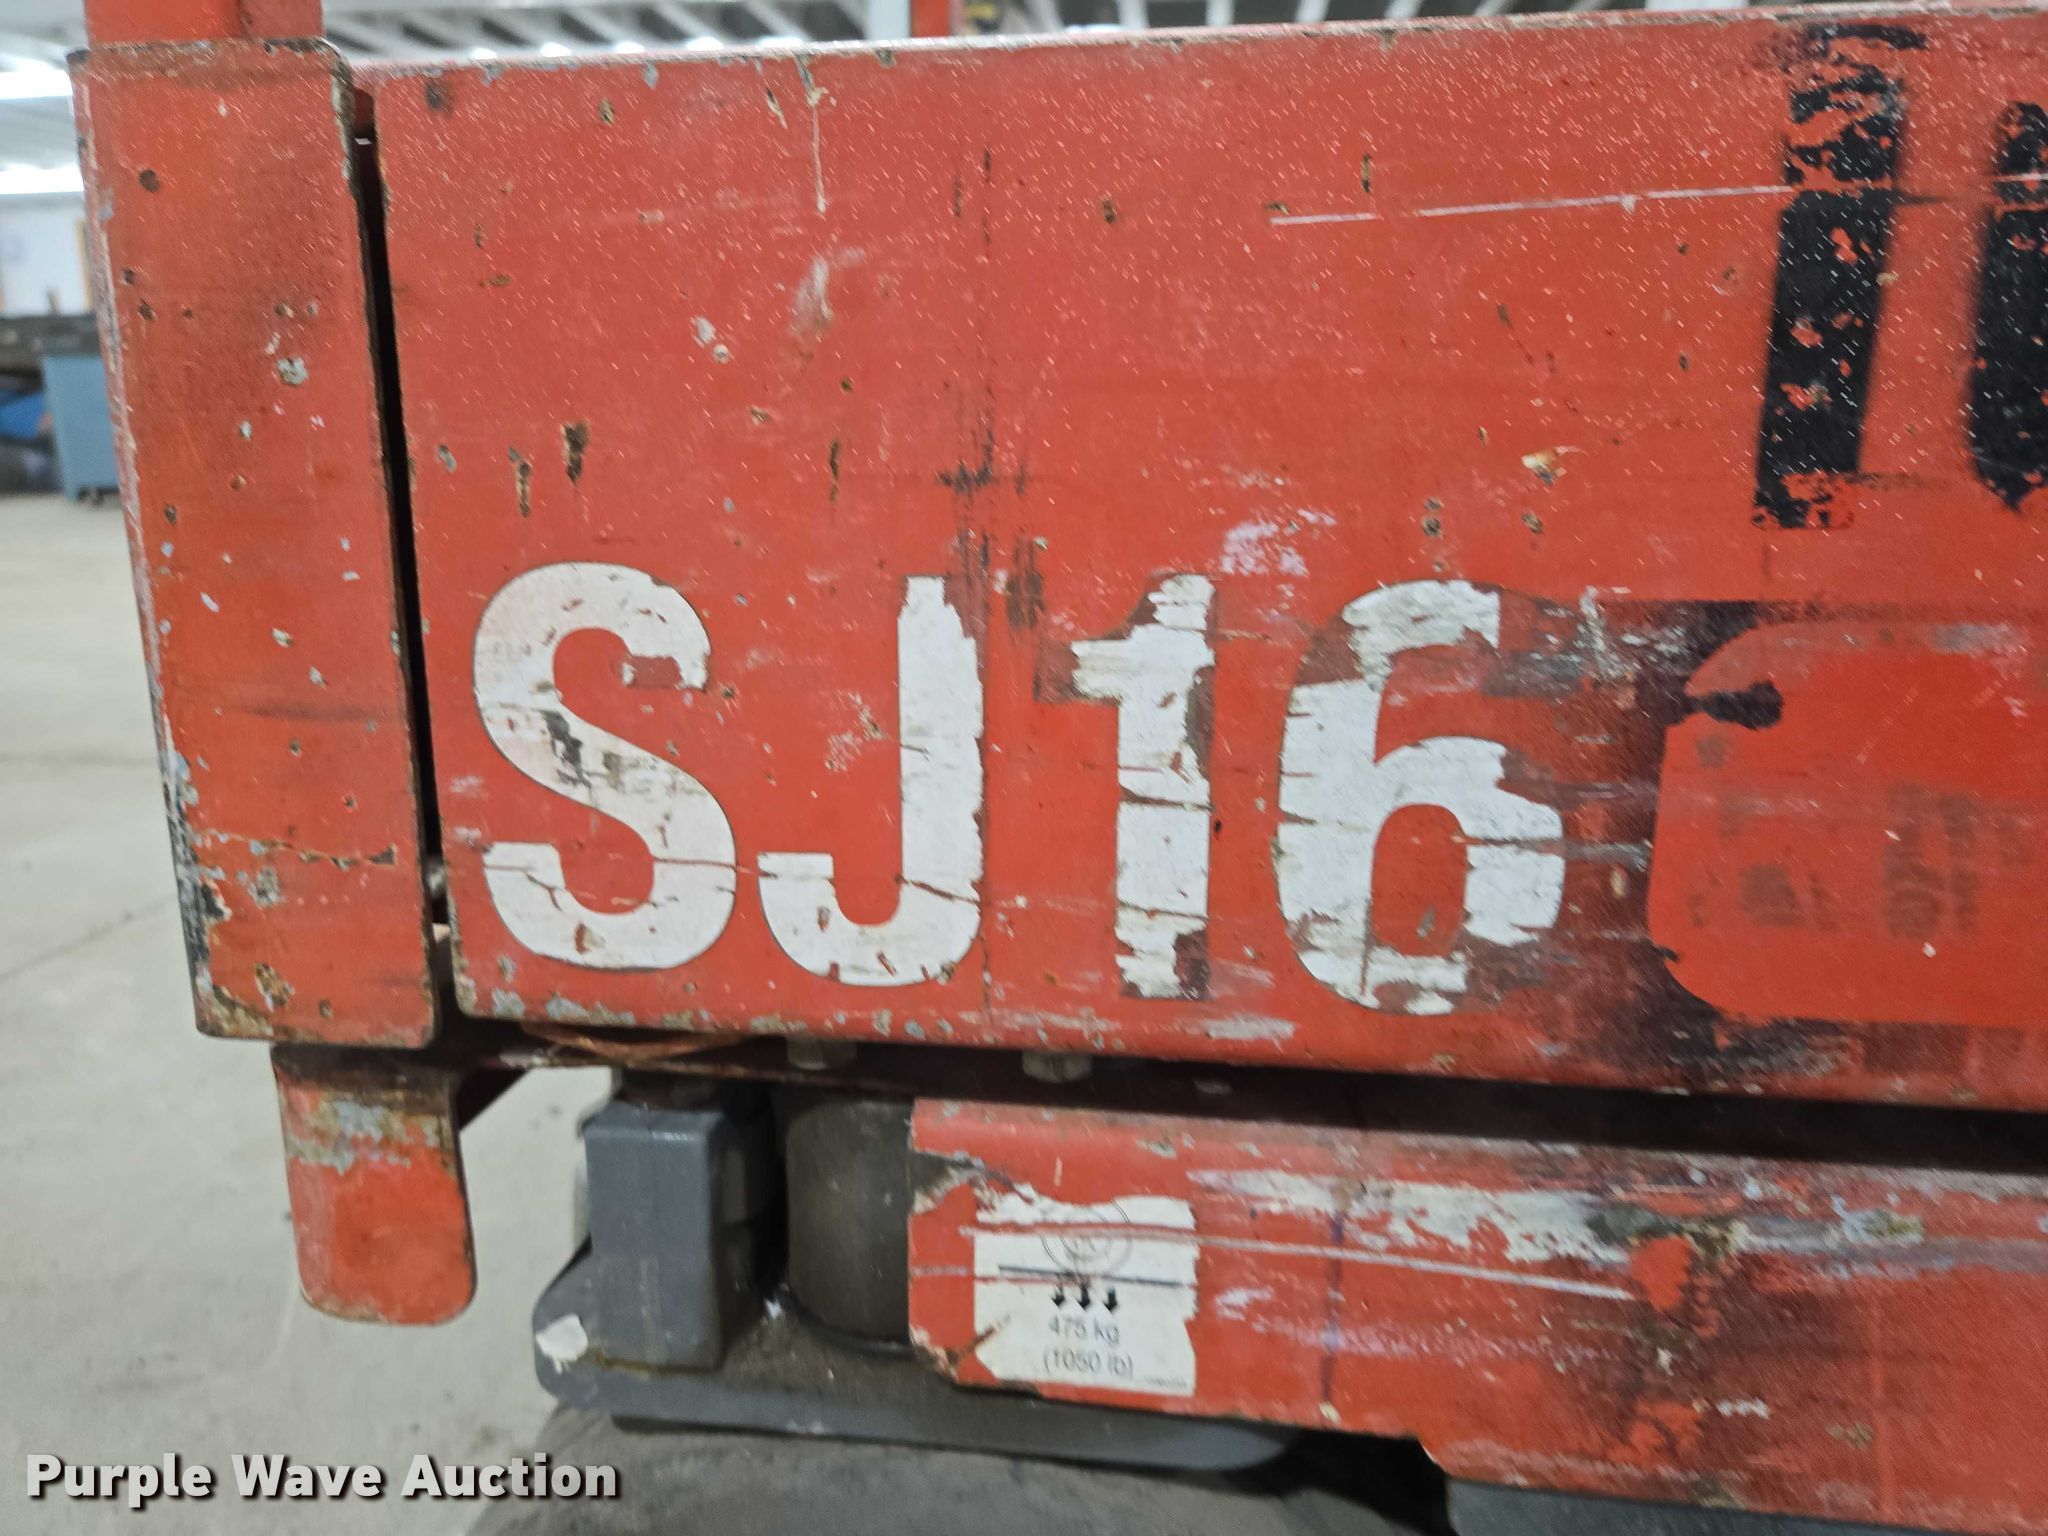 SJ16
475 kg
(1050 lb)
Purple Wave Auction